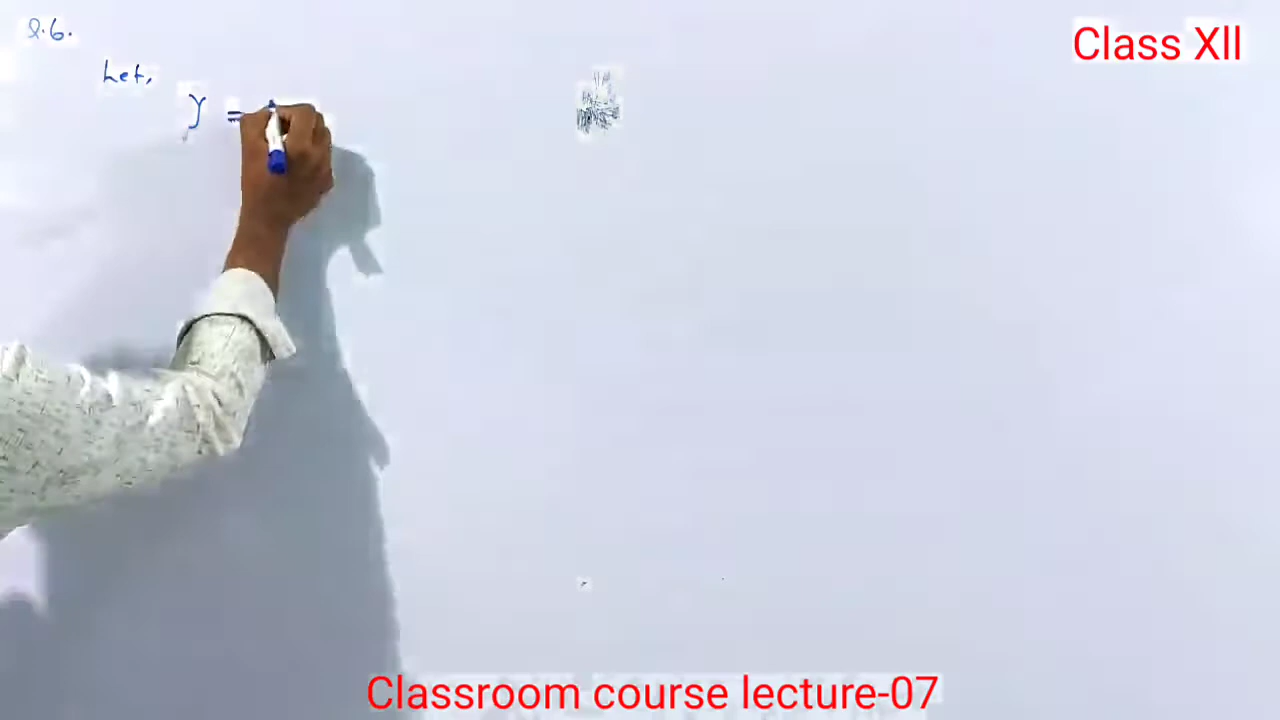 Q.6.
Class XII
Let,
y =
Classroom course lecture-07